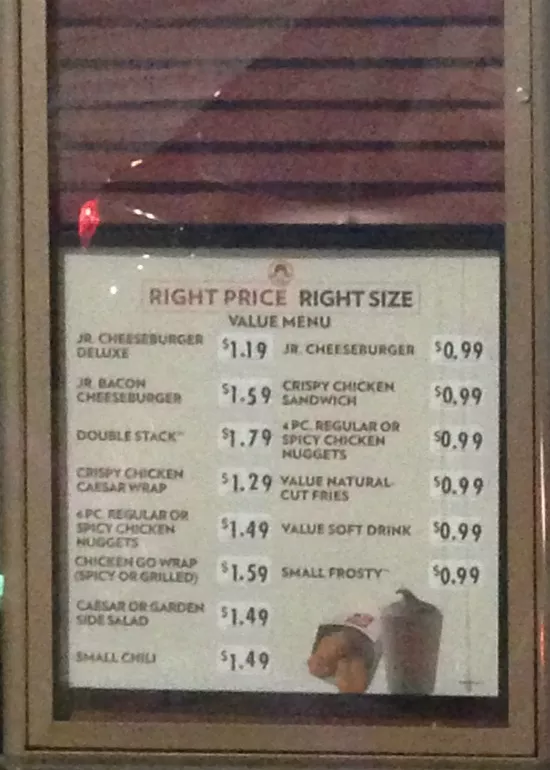 RIGHT PRICE RIGHT SIZE
VALUE MENU
JR. CHEESEBURGER
DELUXE
$1.19
JR. BACON
CHEESEBURGER
$1.59
DOUBLE STACK™
$1.79
CRISPY CHICKEN
CAESAR WRAP
$1.29
6 PC. REGULAR OR
SPICY CHICKEN
NUGGETS
$1.49
CHICKEN GO WRAP
(SPICY OR GRILLED)
$1.59
CAESAR OR GARDEN
SIDE SALAD
$1.49
SMALL CHILI
$1.49
JR. CHEESEBURGER
$0.99
CRISPY CHICKEN
SANDWICH
$0.99
4 PC. REGULAR OR
SPICY CHICKEN
NUGGETS
$0.99
VALUE NATURAL-
CUT FRIES
$0.99
VALUE SOFT DRINK
$0.99
SMALL FROSTY™
$0.99